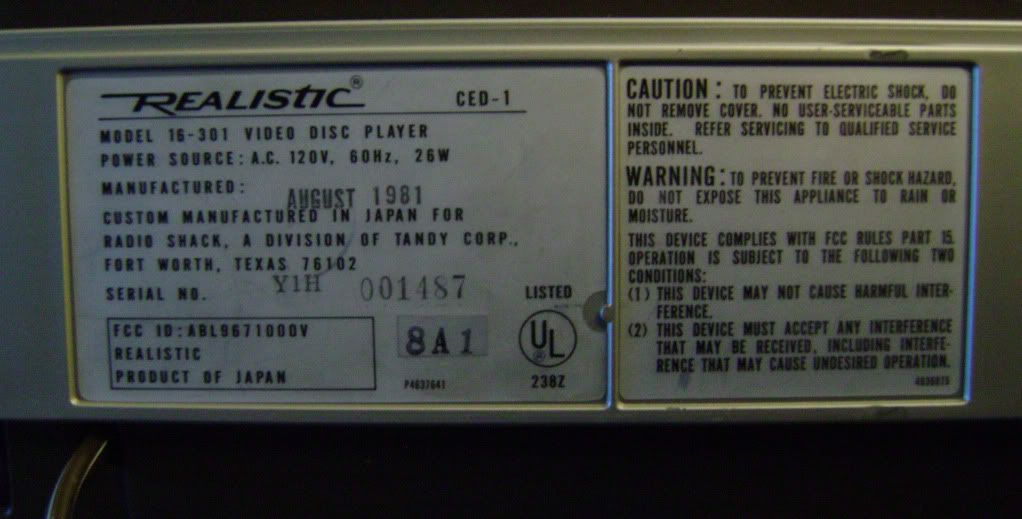 REALISTIC® CED-1
MODEL 16-301 VIDEO DISC PLAYER
POWER SOURCE: A.C. 120V, 60Hz, 26W
MANUFACTURED:
AUGUST 1981
CUSTOM MANUFACTURED IN JAPAN FOR
RADIO SHACK, A DIVISION OF TANDY CORP.,
FORT WORTH, TEXAS 76102
SERIAL NO. Y1H 001487
FCC ID: ABL9671000V
REALISTIC
PRODUCT OF JAPAN
8A1
P4637641
LISTED
UL
®
238Z
CAUTION: TO PREVENT ELECTRIC SHOCK, DO
NOT REMOVE COVER. NO USER-SERVICEABLE PARTS
INSIDE. REFER SERVICING TO QUALIFIED SERVICE
PERSONNEL.
WARNING: TO PREVENT FIRE OR SHOCK HAZARD,
DO NOT EXPOSE THIS APPLIANCE TO RAIN OR
MOISTURE.
THIS DEVICE COMPLIES WITH FCC RULES PART 15.
OPERATION IS SUBJECT TO THE FOLLOWING TWO
CONDITIONS:
(1) THIS DEVICE MAY NOT CAUSE HARMFUL INTER-
FERENCE.
(2) THIS DEVICE MUST ACCEPT ANY INTERFERENCE
THAT MAY BE RECEIVED, INCLUDING INTERFE-
RENCE THAT MAY CAUSE UNDESIRED OPERATION.